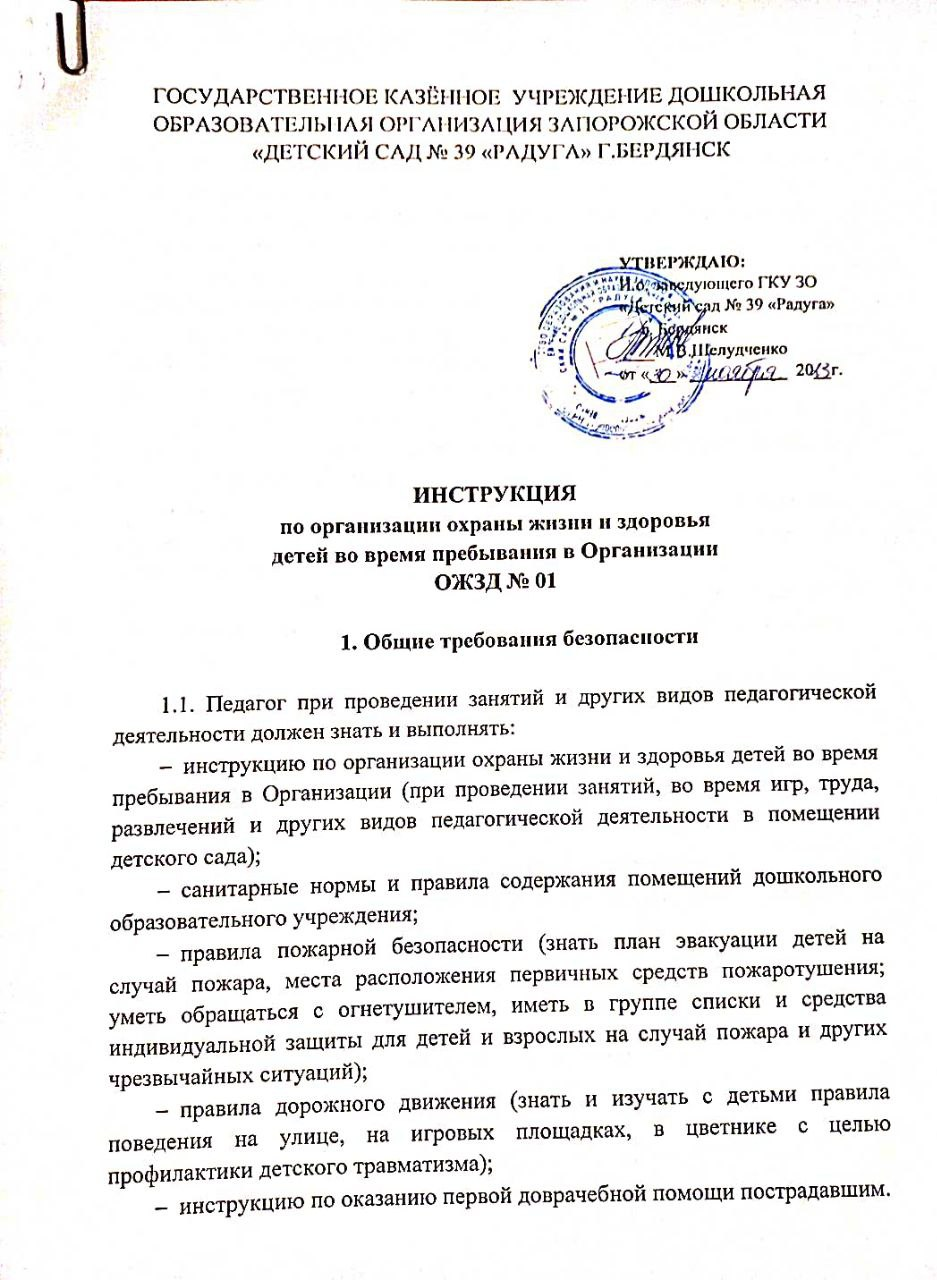 ГОСУДАРСТВЕННОЕ КАЗЁННОЕ УЧРЕЖДЕНИЕ ДОШКОЛЬНАЯ
ОБРАЗОВАТЕЛЬНАЯ ОРГАНИЗАЦИЯ ЗАПОРОЖСКОЙ ОБЛАСТИ
«ДЕТСКИЙ САД № 39 «РАДУГА» Г.БЕРДЯНСК
УТВЕРЖДАЮ:
И.о. заведующего ГКУ ЗО
«Детский сад № 39 «Радуга»
г. Бердянск
М.В.Шелудченко
от «30» ноября 2023г.
ИНСТРУКЦИЯ
по организации охраны жизни и здоровья
детей во время пребывания в Организации
ОЖЗД № 01
1. Общие требования безопасности
1.1. Педагог при проведении занятий и других видов педагогической
деятельности должен знать и выполнять:
– инструкцию по организации охраны жизни и здоровья детей во время
пребывания в Организации (при проведении занятий, во время игр, труда,
развлечений и других видов педагогической деятельности в помещении
детского сада);
– санитарные нормы и правила содержания помещений дошкольного
образовательного учреждения;
– правила пожарной безопасности (знать план эвакуации детей на
случай пожара, места расположения первичных средств пожаротушения;
уметь обращаться с огнетушителем, иметь в группе списки и средства
индивидуальной защиты для детей и взрослых на случай пожара и других
чрезвычайных ситуаций);
– правила дорожного движения (знать и изучать с детьми правила
поведения на улице, на игровых площадках, в цветнике с целью
профилактики детского травматизма);
– инструкцию по оказанию первой доврачебной помощи пострадавшим.